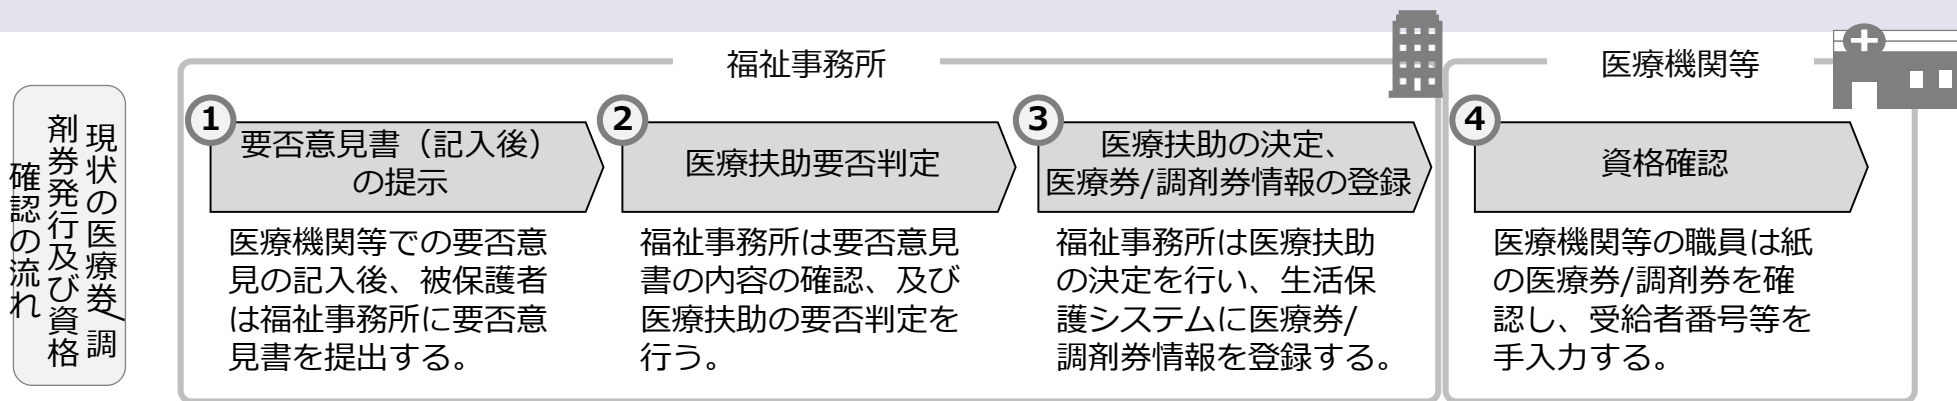 現状の医療券/調
剤券発行及び資格
確認の流れ
福祉事務所
1
要否意見書（記入後）
の提示
医療機関等での要否意
見の記入後、被保護者
は福祉事務所に要否意
見書を提出する。
2
医療扶助要否判定
福祉事務所は要否意見
書の内容の確認、及び
医療扶助の要否判定を
行う。
3
医療扶助の決定、
医療券/調剤券情報の登録
福祉事務所は医療扶助
の決定を行い、生活保
護システムに医療券/
調剤券情報を登録する。
医療機関等
4
資格確認
医療機関等の職員は紙
の医療券/調剤券を確
認し、受給者番号等を
手入力する。